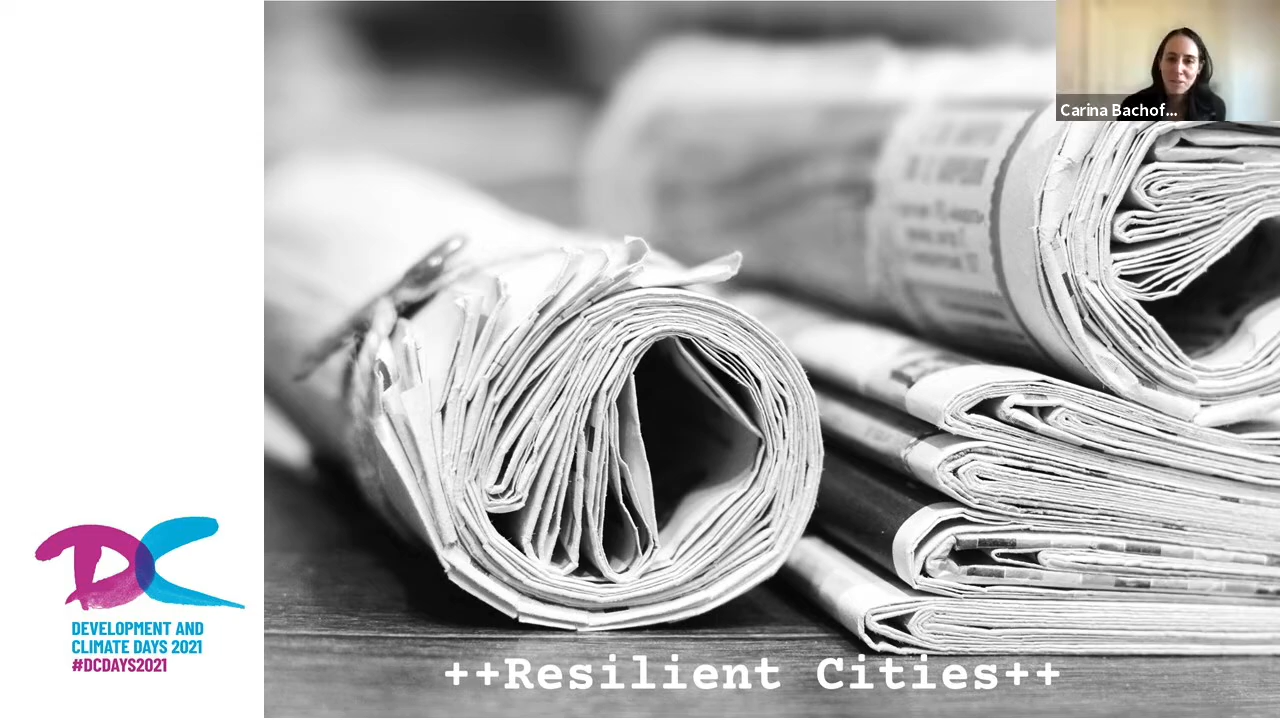 Carina Bachof...
DEVELOPMENT AND
CLIMATE DAYS 2021
#DCDAYS2021
++Resilient Cities++